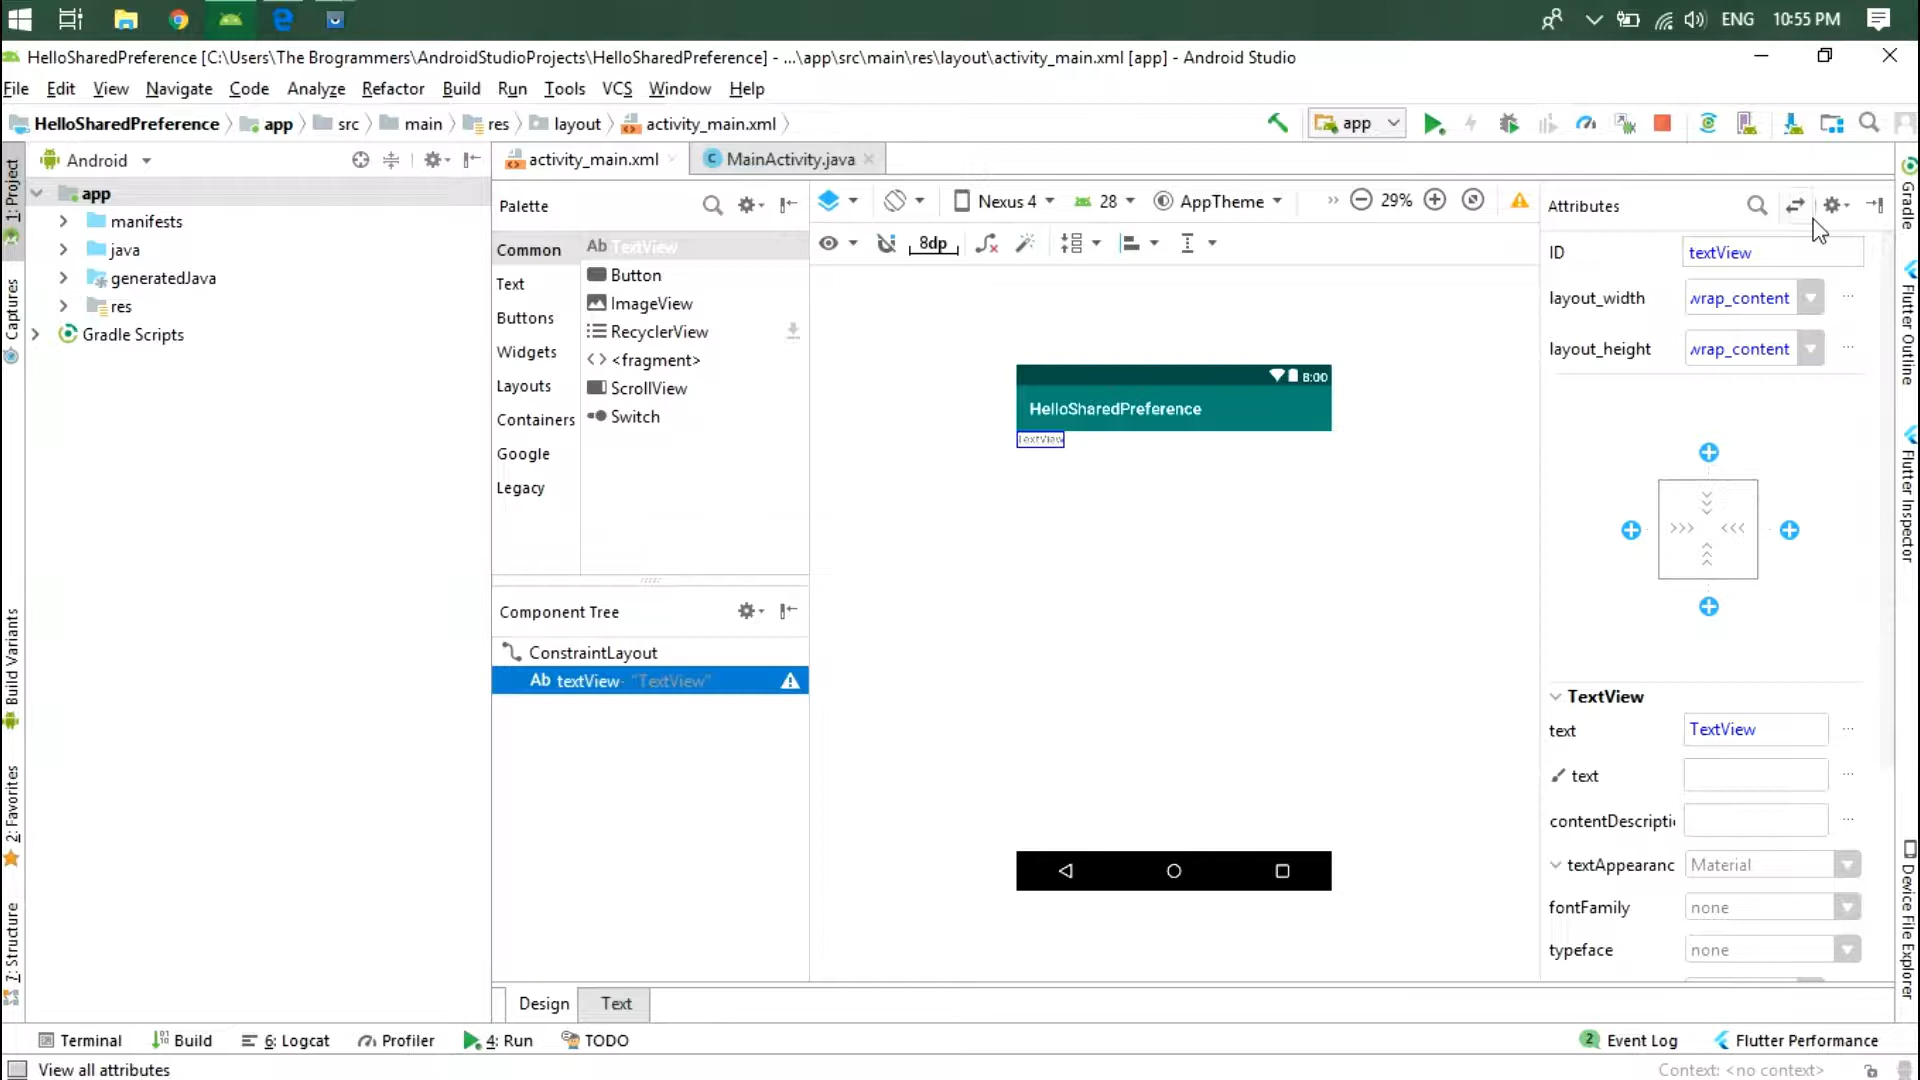 ENG 10:55 PM
HelloSharedPreference [C:\Users\The Brogrammers\AndroidStudioProjects\HelloSharedPreference] - ...\app\src\main\res\layout\activity_main.xml [app] - Android Studio
File Edit View Navigate Code Analyze Refactor Build Run Tools VCS Window Help
HelloSharedPreference app src main res layout activity_main.xml app
Android
activity_main.xml MainActivity.java
1: Project
Captures
Build Variants
2: Favorites
7: Structure
app
manifests
java
generatedJava
res
Gradle Scripts
Palette
Common
Text
Buttons
Widgets
Layouts
Containers
Google
Legacy
Ab TextView
Button
ImageView
RecyclerView
<fragment>
ScrollView
Switch
Component Tree
ConstraintLayout
Ab textView- "TextView"
Nexus 4 28 AppTheme 29%
8dp
8:00
HelloSharedPreference
TextView
Attributes
ID textView
layout_width wrap_content
layout_height wrap_content
TextView
text TextView
text
contentDescripti
textAppearanc Material
fontFamily none
typeface none
Gradle
Flutter Outline
Flutter Inspector
Device File Explorer
Design Text
Terminal Build 6: Logcat Profiler 4: Run TODO
2 Event Log Flutter Performance
View all attributes
Context: <no context>